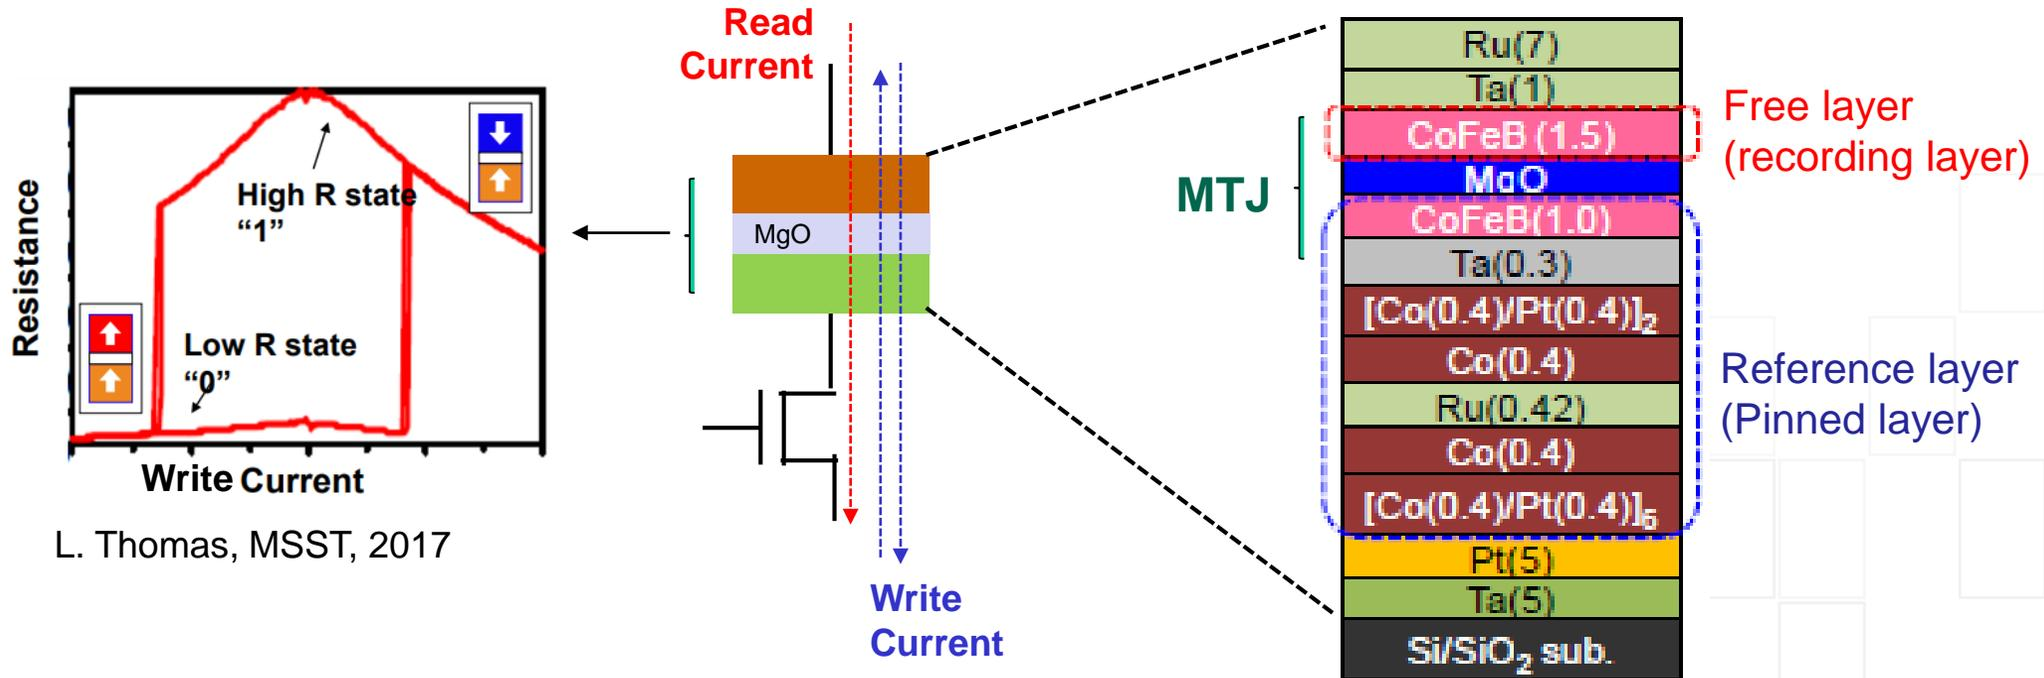 Resistance
High R state
“1”
Low R state
“0”
Write Current
L. Thomas, MSST, 2017
Read
Current
MgO
Write
Current
MTJ
Ru(7)
Ta(1)
CoFeB (1.5)
MgO
CoFeB(1.0)
Ta(0.3)
[Co(0.4)/Pt(0.4)]2
Co(0.4)
Ru(0.42)
Co(0.4)
[Co(0.4)/Pt(0.4)]6
Pt(5)
Ta(5)
Si/SiO2 sub.
Free layer
(recording layer)
Reference layer
(Pinned layer)